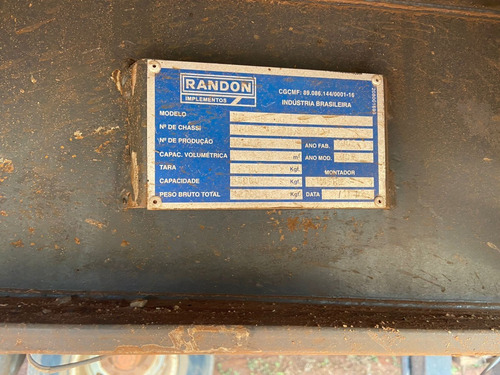 RANDON
IMPLEMENTOS
CGCMF: 89.086.144/0001-16
INDÚSTRIA BRASILEIRA
MODELO
Nº DE CHASSI
Nº DE PRODUÇÃO
ANO FAB.
CAPAC. VOLUMÉTRICA
m³
ANO MOD.
TARA
Kgf.
MONTADOR
CAPACIDADE
Kgf.
PESO BRUTO TOTAL
Kgf.
DATA